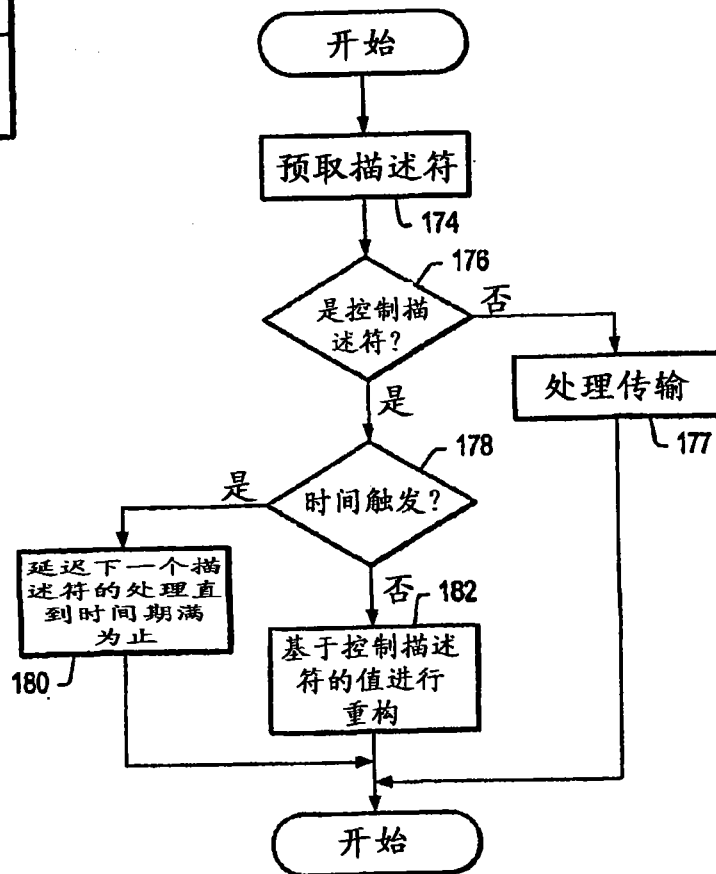 开始
预取描述符
174
176
是控制描
述符?
否
处理传输
177
是
178
时间触发?
是
延迟下一个描
述符的处理直
到时间期满
为止
180
否
182
基于控制描述
符的值进行
重构
开始